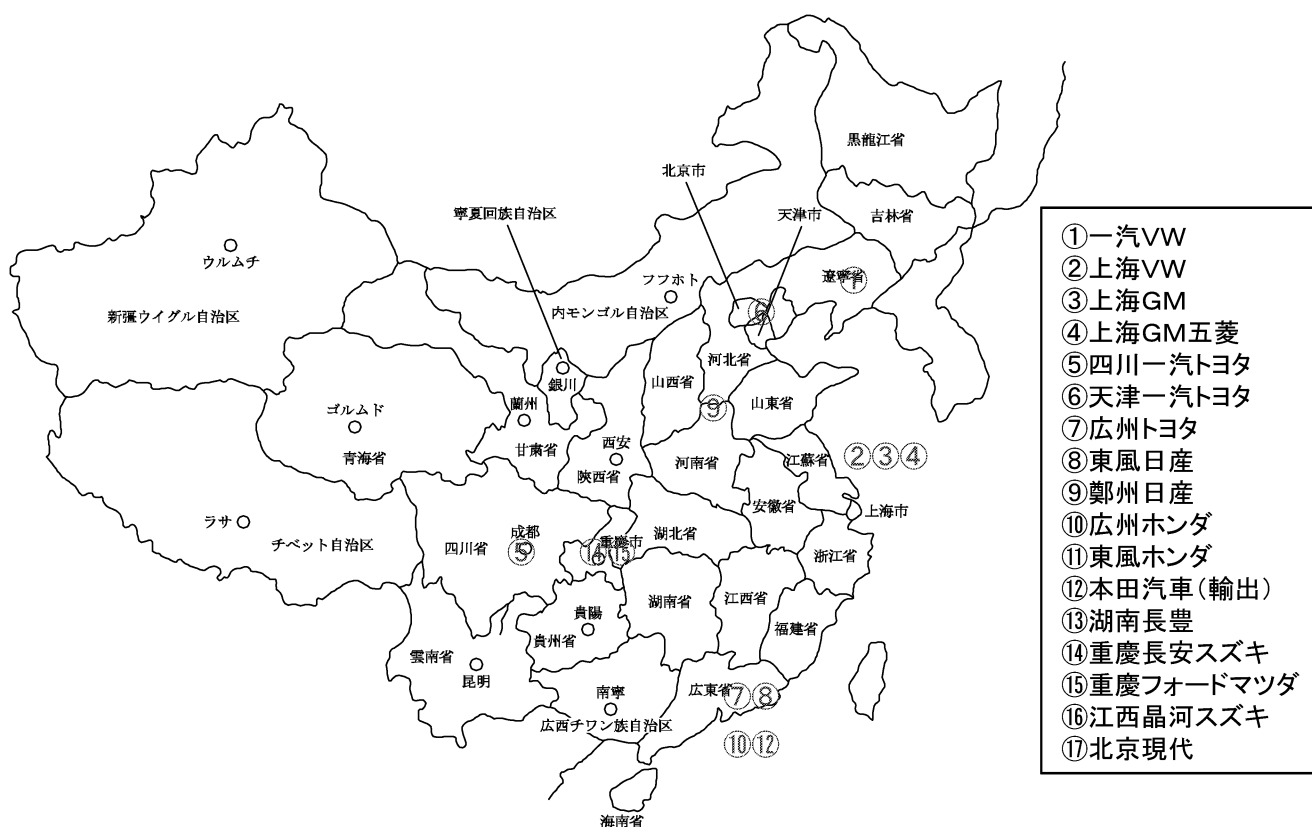 黒龍江省
北京市
吉林省
天津市
寧夏回族自治区
ウルムチ
フフホト
遼寧省
①
内モンゴル自治区
⑥
新疆ウイグル自治区
河北省
山西省
銀川
蘭州
ゴルムド
⑨
山東省
甘粛省
西安
青海省
河南省
江蘇省
②③④
陝西省
安徽省
上海市
ラサ
成都
湖北省
チベット自治区
四川省
⑤
重慶市
⑭⑮
浙江省
湖南省
江西省
貴陽
福建省
貴州省
雲南省
昆明
南寧
広東省
⑦⑧
広西チワン族自治区
⑩⑫
海南省
①一汽VW
②上海VW
③上海GM
④上海GM五菱
⑤四川一汽トヨタ
⑥天津一汽トヨタ
⑦広州トヨタ
⑧東風日産
⑨鄭州日産
⑩広州ホンダ
⑪東風ホンダ
⑫本田汽車(輸出)
⑬湖南長豊
⑭重慶長安スズキ
⑮重慶フォードマツダ
⑯江西晶河スズキ
⑰北京現代